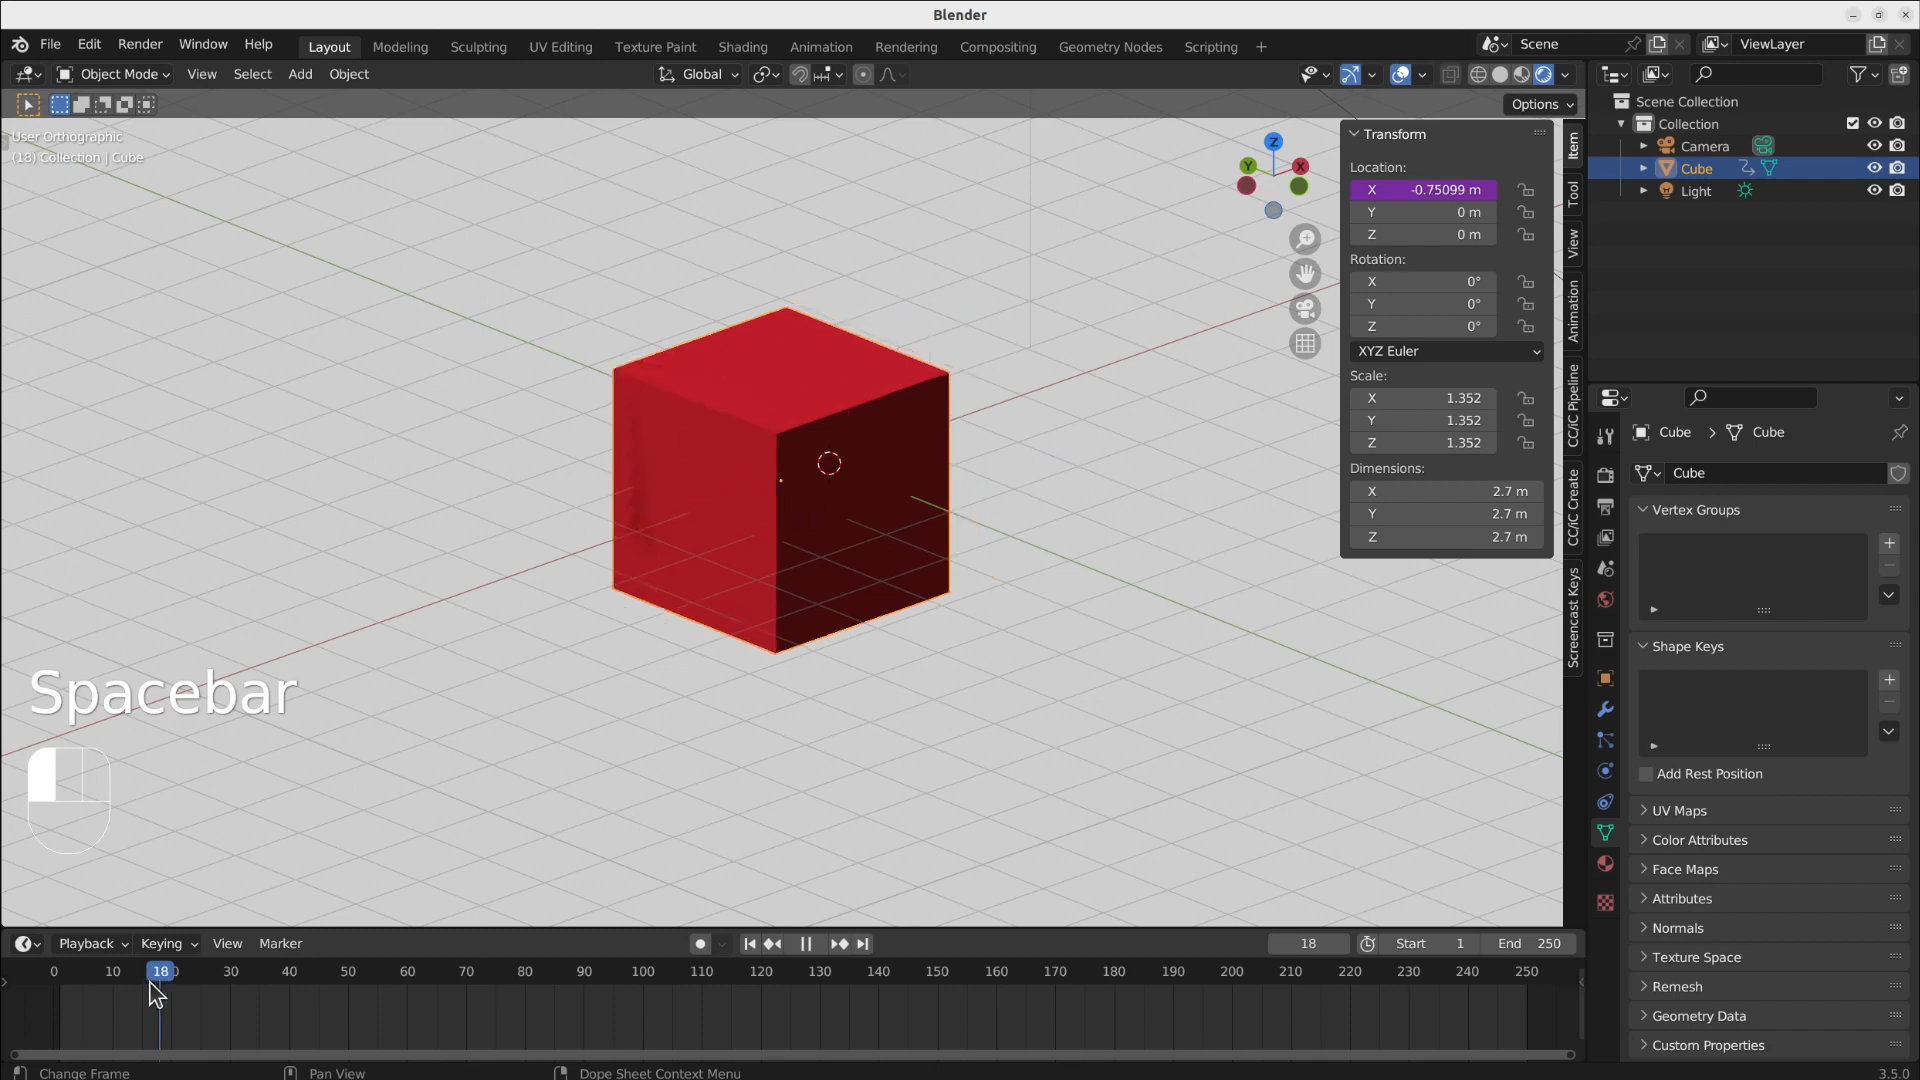 Blender
File Edit Render Window Help Layout Modeling Sculpting UV Editing Texture Paint Shading Animation Rendering Compositing Geometry Nodes Scripting + Scene ViewLayer
Object Mode View Select Add Object Global
Options
User Orthographic
(18) Collection | Cube
Z
Y
X
Transform
Location:
X -0.75099 m
Y 0 m
Z 0 m
Rotation:
X 0°
Y 0°
Z 0°
XYZ Euler
Scale:
X 1.352
Y 1.352
Z 1.352
Dimensions:
X 2.7 m
Y 2.7 m
Z 2.7 m
Item
Tool
View
Animation
CC/iC Pipeline
CC/iC Create
Screencast Keys
Scene Collection
Collection
Camera
Cube
Light
Cube > Cube
Cube
Vertex Groups
Shape Keys
Add Rest Position
UV Maps
Color Attributes
Face Maps
Attributes
Normals
Texture Space
Remesh
Geometry Data
Custom Properties
Spacebar
Playback Keying View Marker 18 Start 1 End 250
0 10 18 30 40 50 60 70 80 90 100 110 120 130 140 150 160 170 180 190 200 210 220 230 240 250
Change Frame Pan View Dope Sheet Context Menu 3.5.0